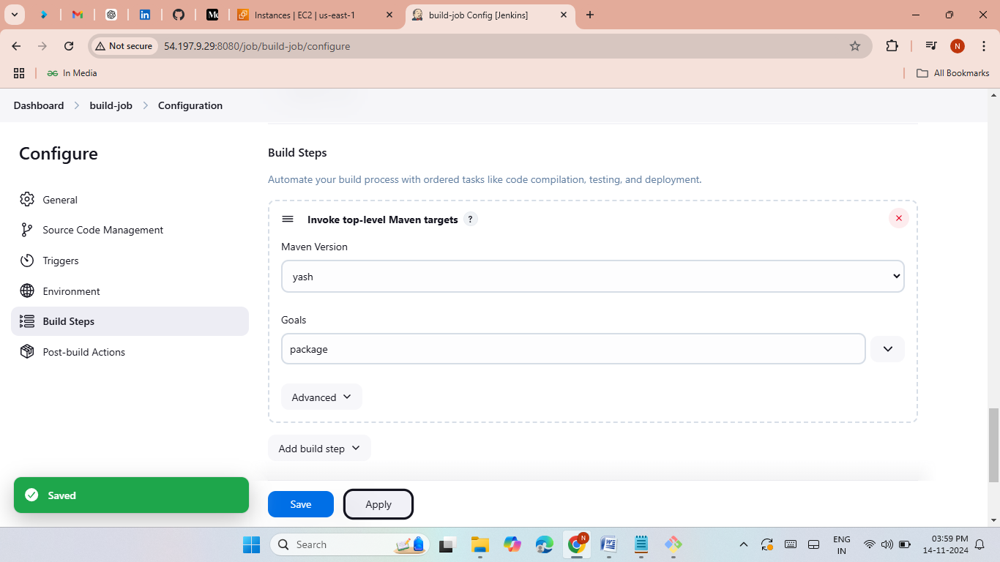 Instances | EC2 | us-east-1
build-job Config [Jenkins]
Not secure
54.197.9.29:8080/job/build-job/configure
N
In Media
All Bookmarks
Dashboard
build-job
Configuration
Configure
General
Source Code Management
Triggers
Environment
Build Steps
Post-build Actions
Build Steps
Automate your build process with ordered tasks like code compilation, testing, and deployment.
Invoke top-level Maven targets ?
Maven Version
yash
Goals
package
Advanced
Add build step
Saved
Save
Apply
Search
N
ENG
IN
03:59 PM
14-11-2024